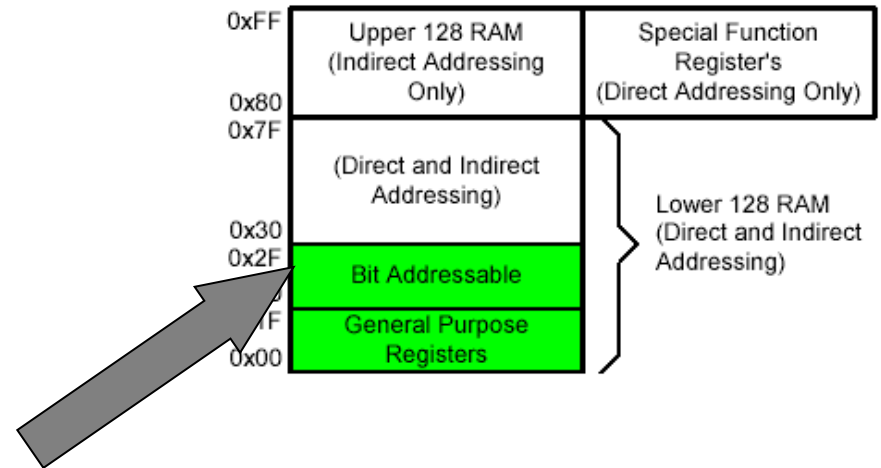 0xFF
Upper 128 RAM
(Indirect Addressing
Only)
Special Function
Register's
(Direct Addressing Only)
0x80
0x7F
(Direct and Indirect
Addressing)
Lower 128 RAM
(Direct and Indirect
Addressing)
0x30
0x2F
Bit Addressable
General Purpose
Registers
0x00